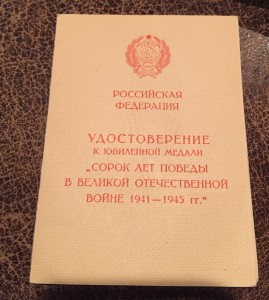 РОССИЙСКАЯ
ФЕДЕРАЦИЯ
УДОСТОВЕРЕНИЕ
К ЮБИЛЕЙНОЙ МЕДАЛИ
„СОРОК ЛЕТ ПОБЕДЫ
В ВЕЛИКОЙ ОТЕЧЕСТВЕННОЙ
ВОЙНЕ 1941—1945 гг."